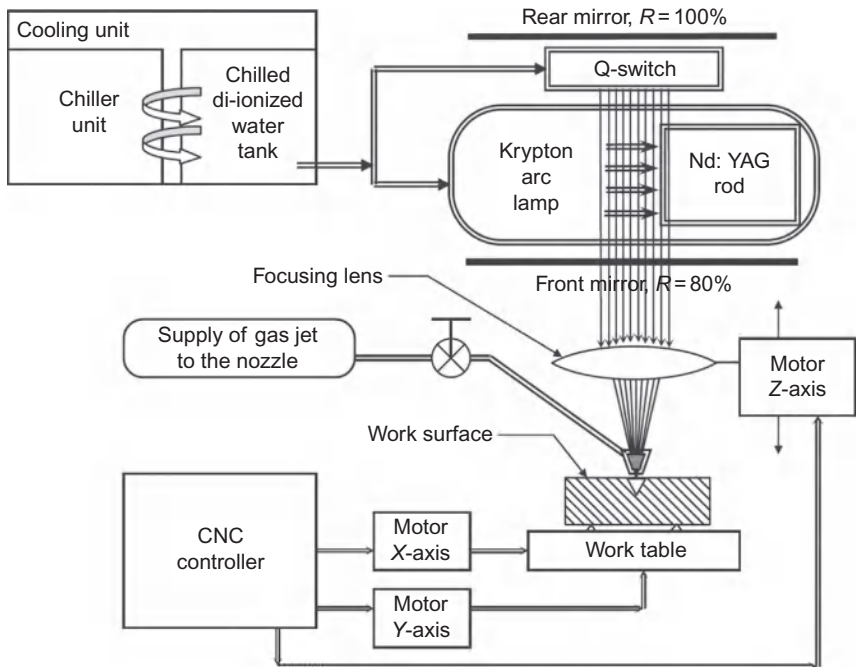 Rear mirror, R = 100%
Cooling unit
Q-switch
Chiller
unit
Chilled
di-ionized
water
tank
Krypton
arc
lamp
Nd: YAG
rod
Front mirror, R = 80%
Focusing lens
Supply of gas jet
to the nozzle
Motor
Z-axis
Work surface
CNC
controller
Motor
X-axis
Work table
Motor
Y-axis